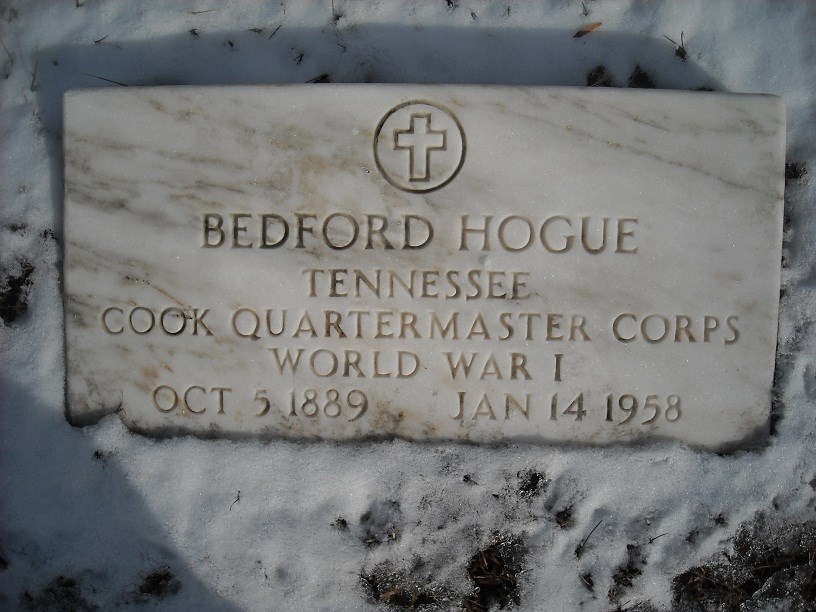 BEDFORD HOGUE
TENNESSEE
COOK QUARTERMASTER CORPS
WORLD WAR I
OCT 5 1889 JAN 14 1958